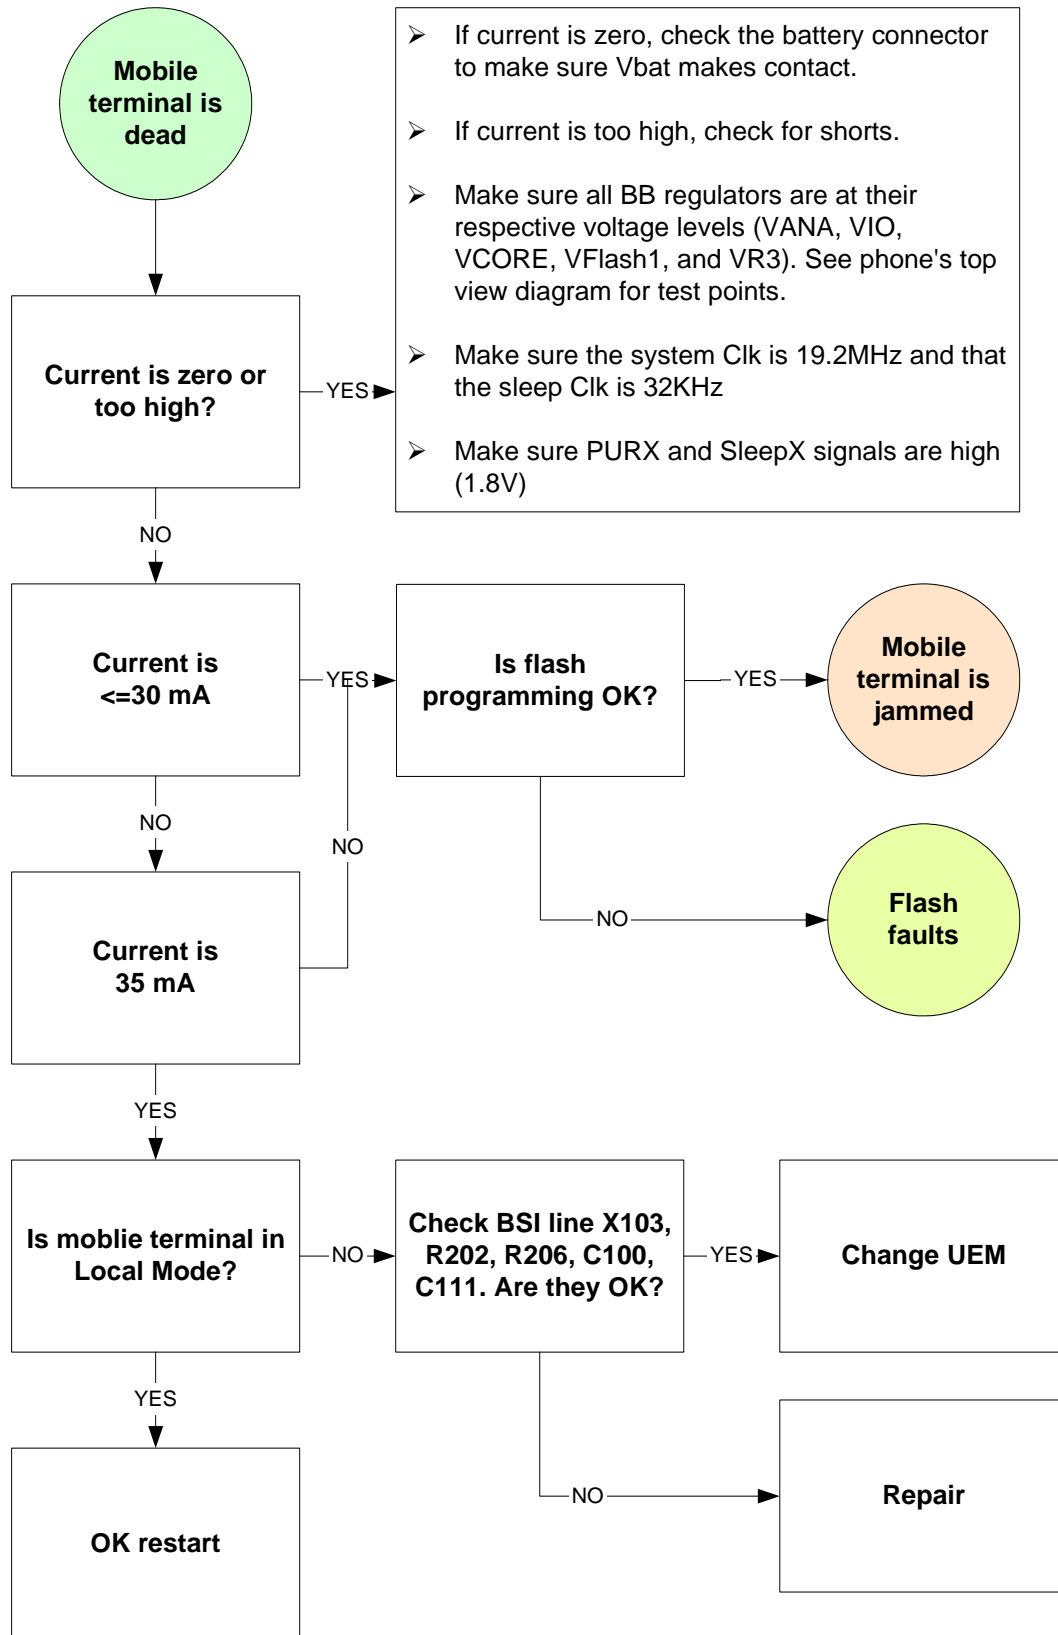 Mobile
terminal is
dead
➢ If current is zero, check the battery connector
to make sure Vbat makes contact.
➢ If current is too high, check for shorts.
➢ Make sure all BB regulators are at their
respective voltage levels (VANA, VIO,
VCORE, VFlash1, and VR3). See phone's top
view diagram for test points.
➢ Make sure the system Clk is 19.2MHz and that
the sleep Clk is 32KHz
➢ Make sure PURX and SleepX signals are high
(1.8V)
Current is zero or
too high?
YES
NO
Current is
<=30 mA
YES
Is flash
programming OK?
YES
Mobile
terminal is
jammed
NO
NO
Current is
35 mA
NO
Flash
faults
YES
Is moblie terminal in
Local Mode?
NO
Check BSI line X103,
R202, R206, C100,
C111. Are they OK?
YES
Change UEM
YES
NO
Repair
OK restart